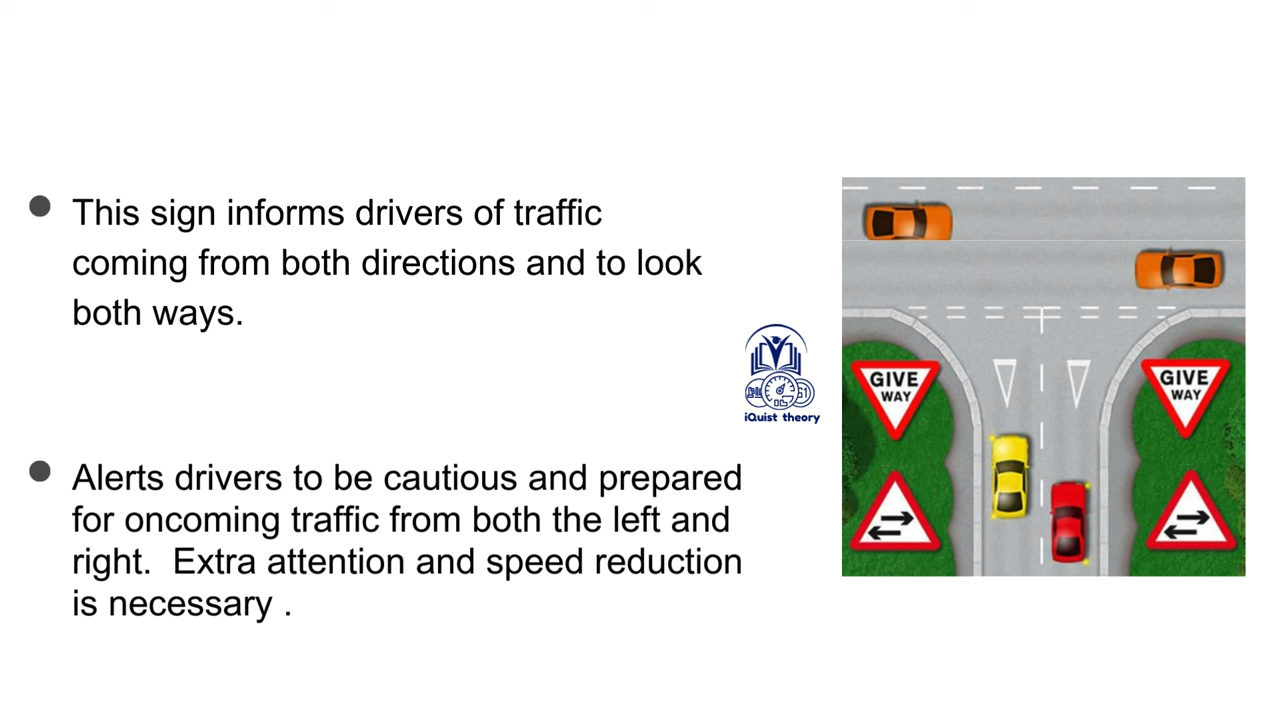 This sign informs drivers of traffic
coming from both directions and to look
both ways.
iQuist theory
Alerts drivers to be cautious and prepared
for oncoming traffic from both the left and
right.  Extra attention and speed reduction
is necessary .
GIVE
WAY
GIVE
WAY